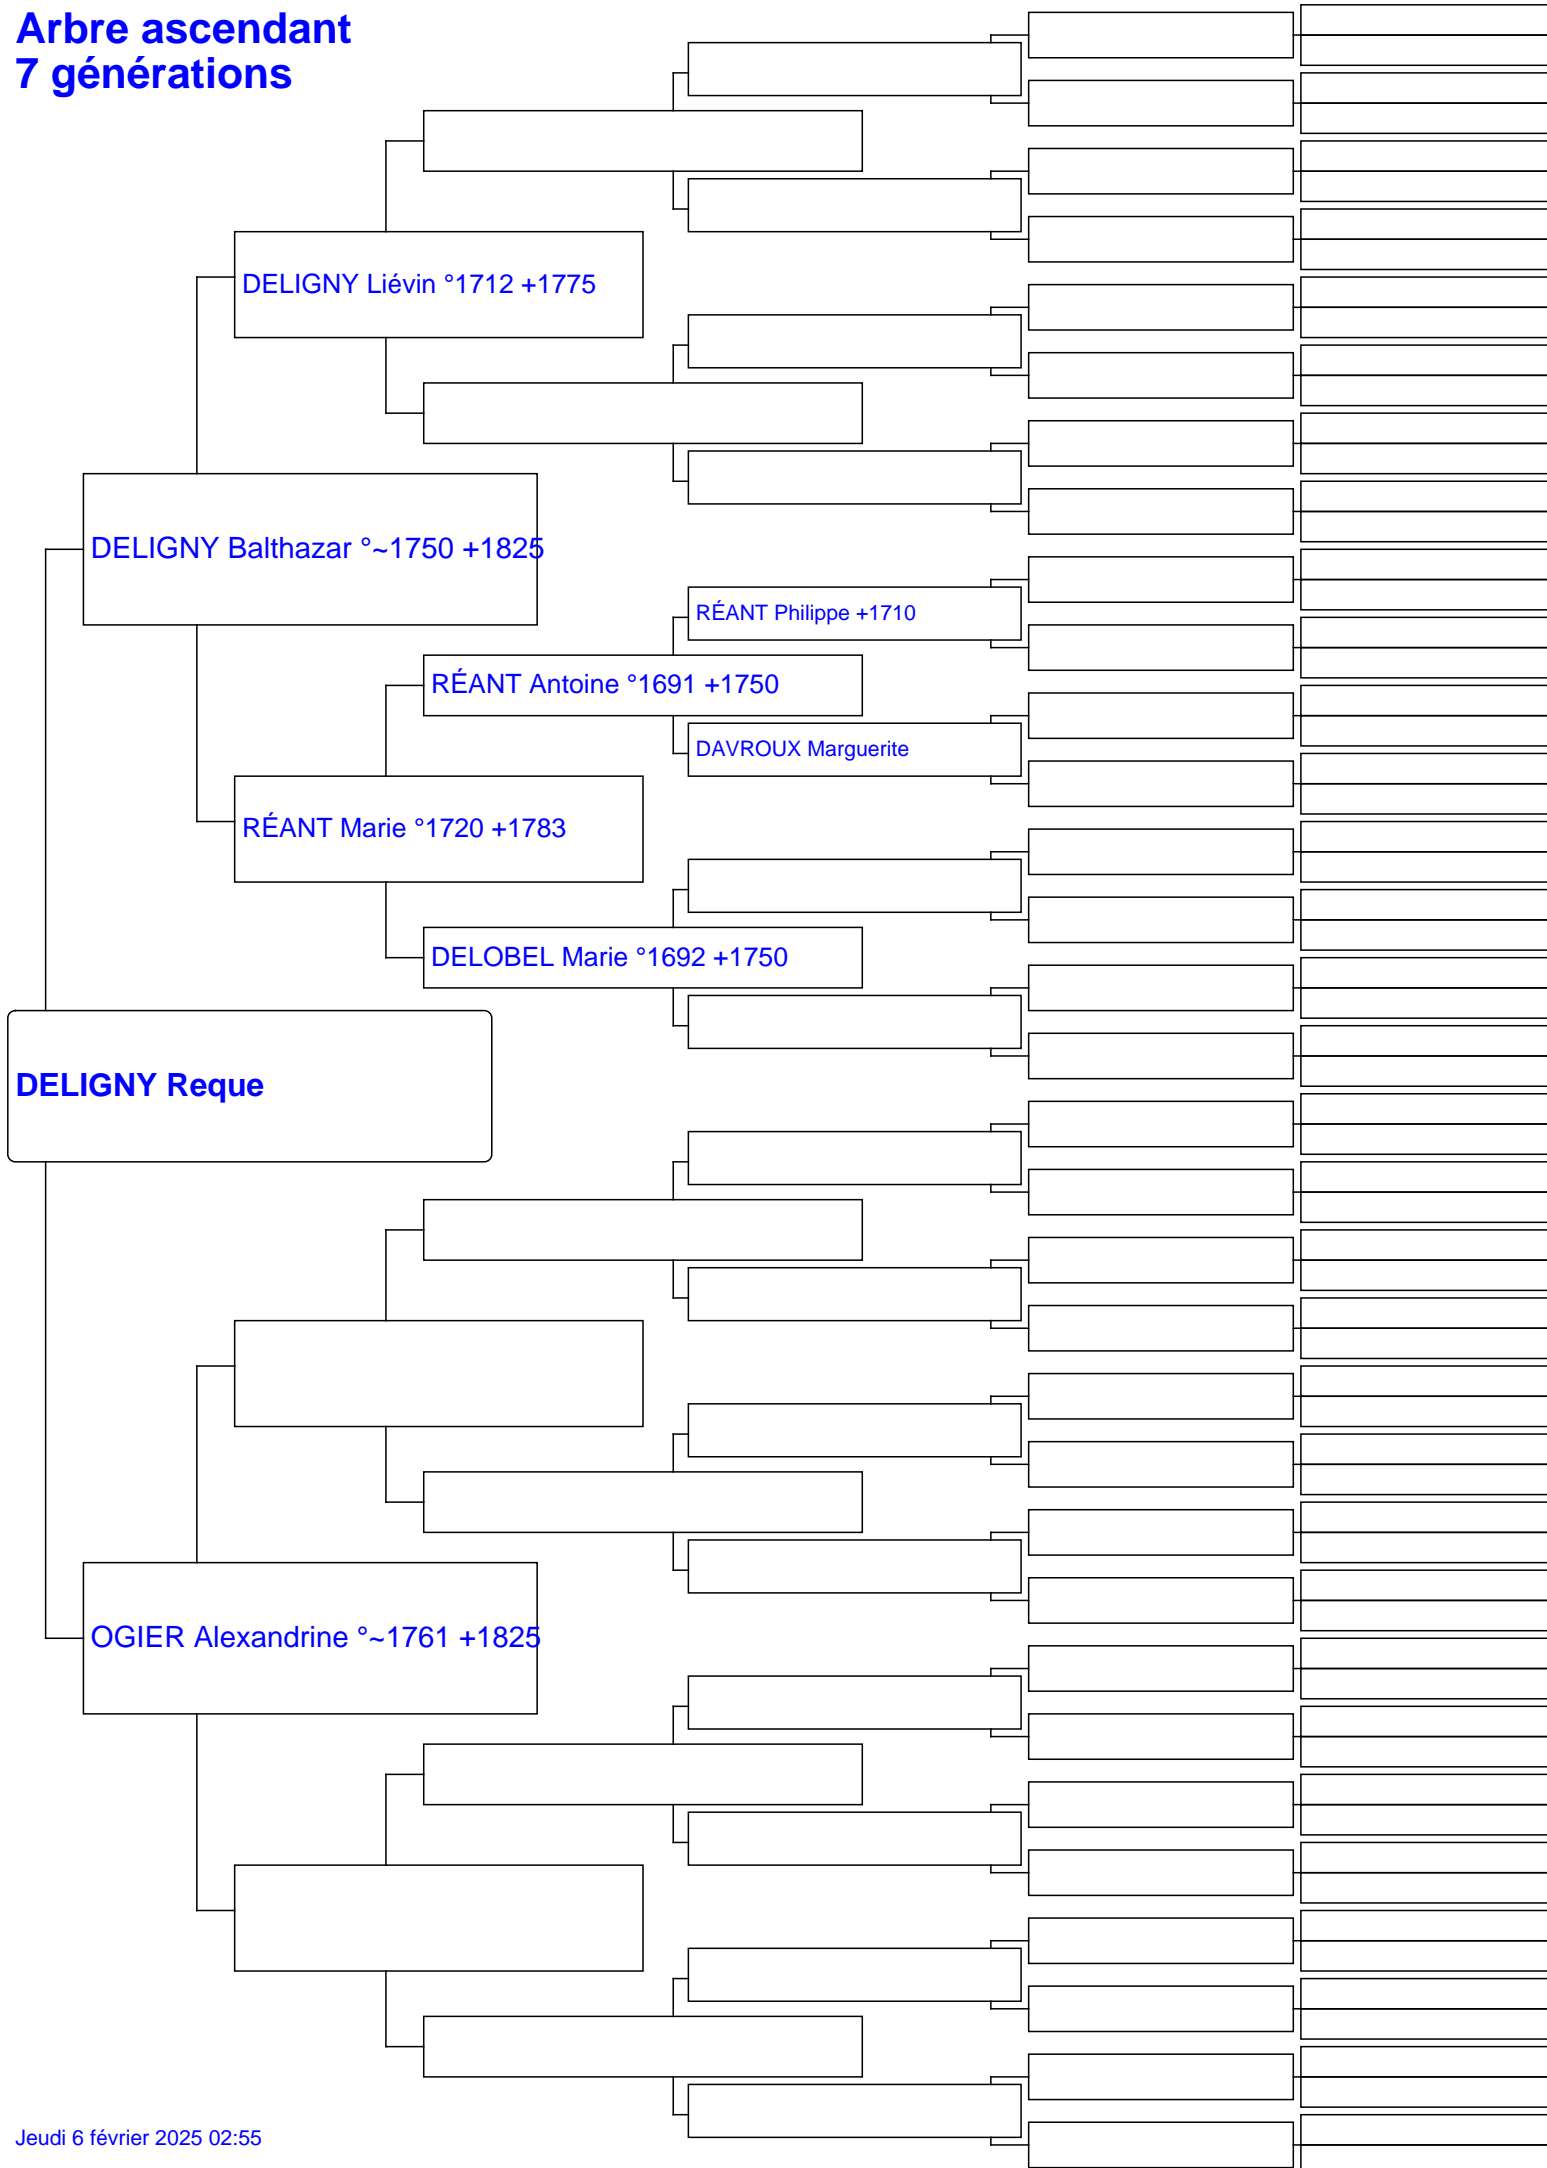 Arbre ascendant
7 générations
DELIGNY Liévin °1712 +1775
DELIGNY Balthazar °~1750 +1825
RÉANT Philippe +1710
RÉANT Antoine °1691 +1750
DAVROUX Marguerite
RÉANT Marie °1720 +1783
DELOBEL Marie °1692 +1750
DELIGNY Reque
OGIER Alexandrine °~1761 +1825
Jeudi 6 février 2025 02:55